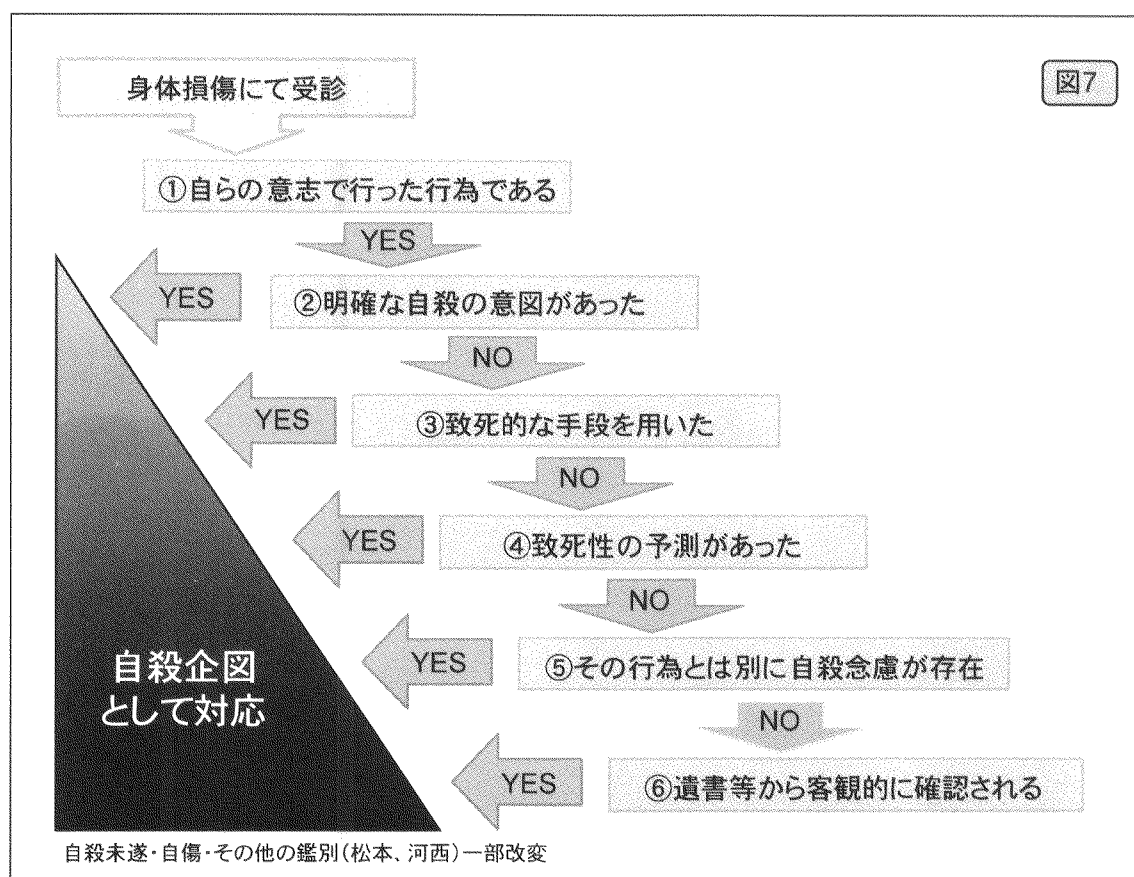 身体損傷にて受診
図7
①自らの意志で行った行為である
YES
YES
②明確な自殺の意図があった
NO
YES
③致死的な手段を用いた
NO
YES
④致死性の予測があった
NO
YES
⑤その行為とは別に自殺念慮が存在
NO
YES
⑥遺書等から客観的に確認される
自殺企図
として対応
自殺未遂・自傷・その他の鑑別(松本、河西)一部改変